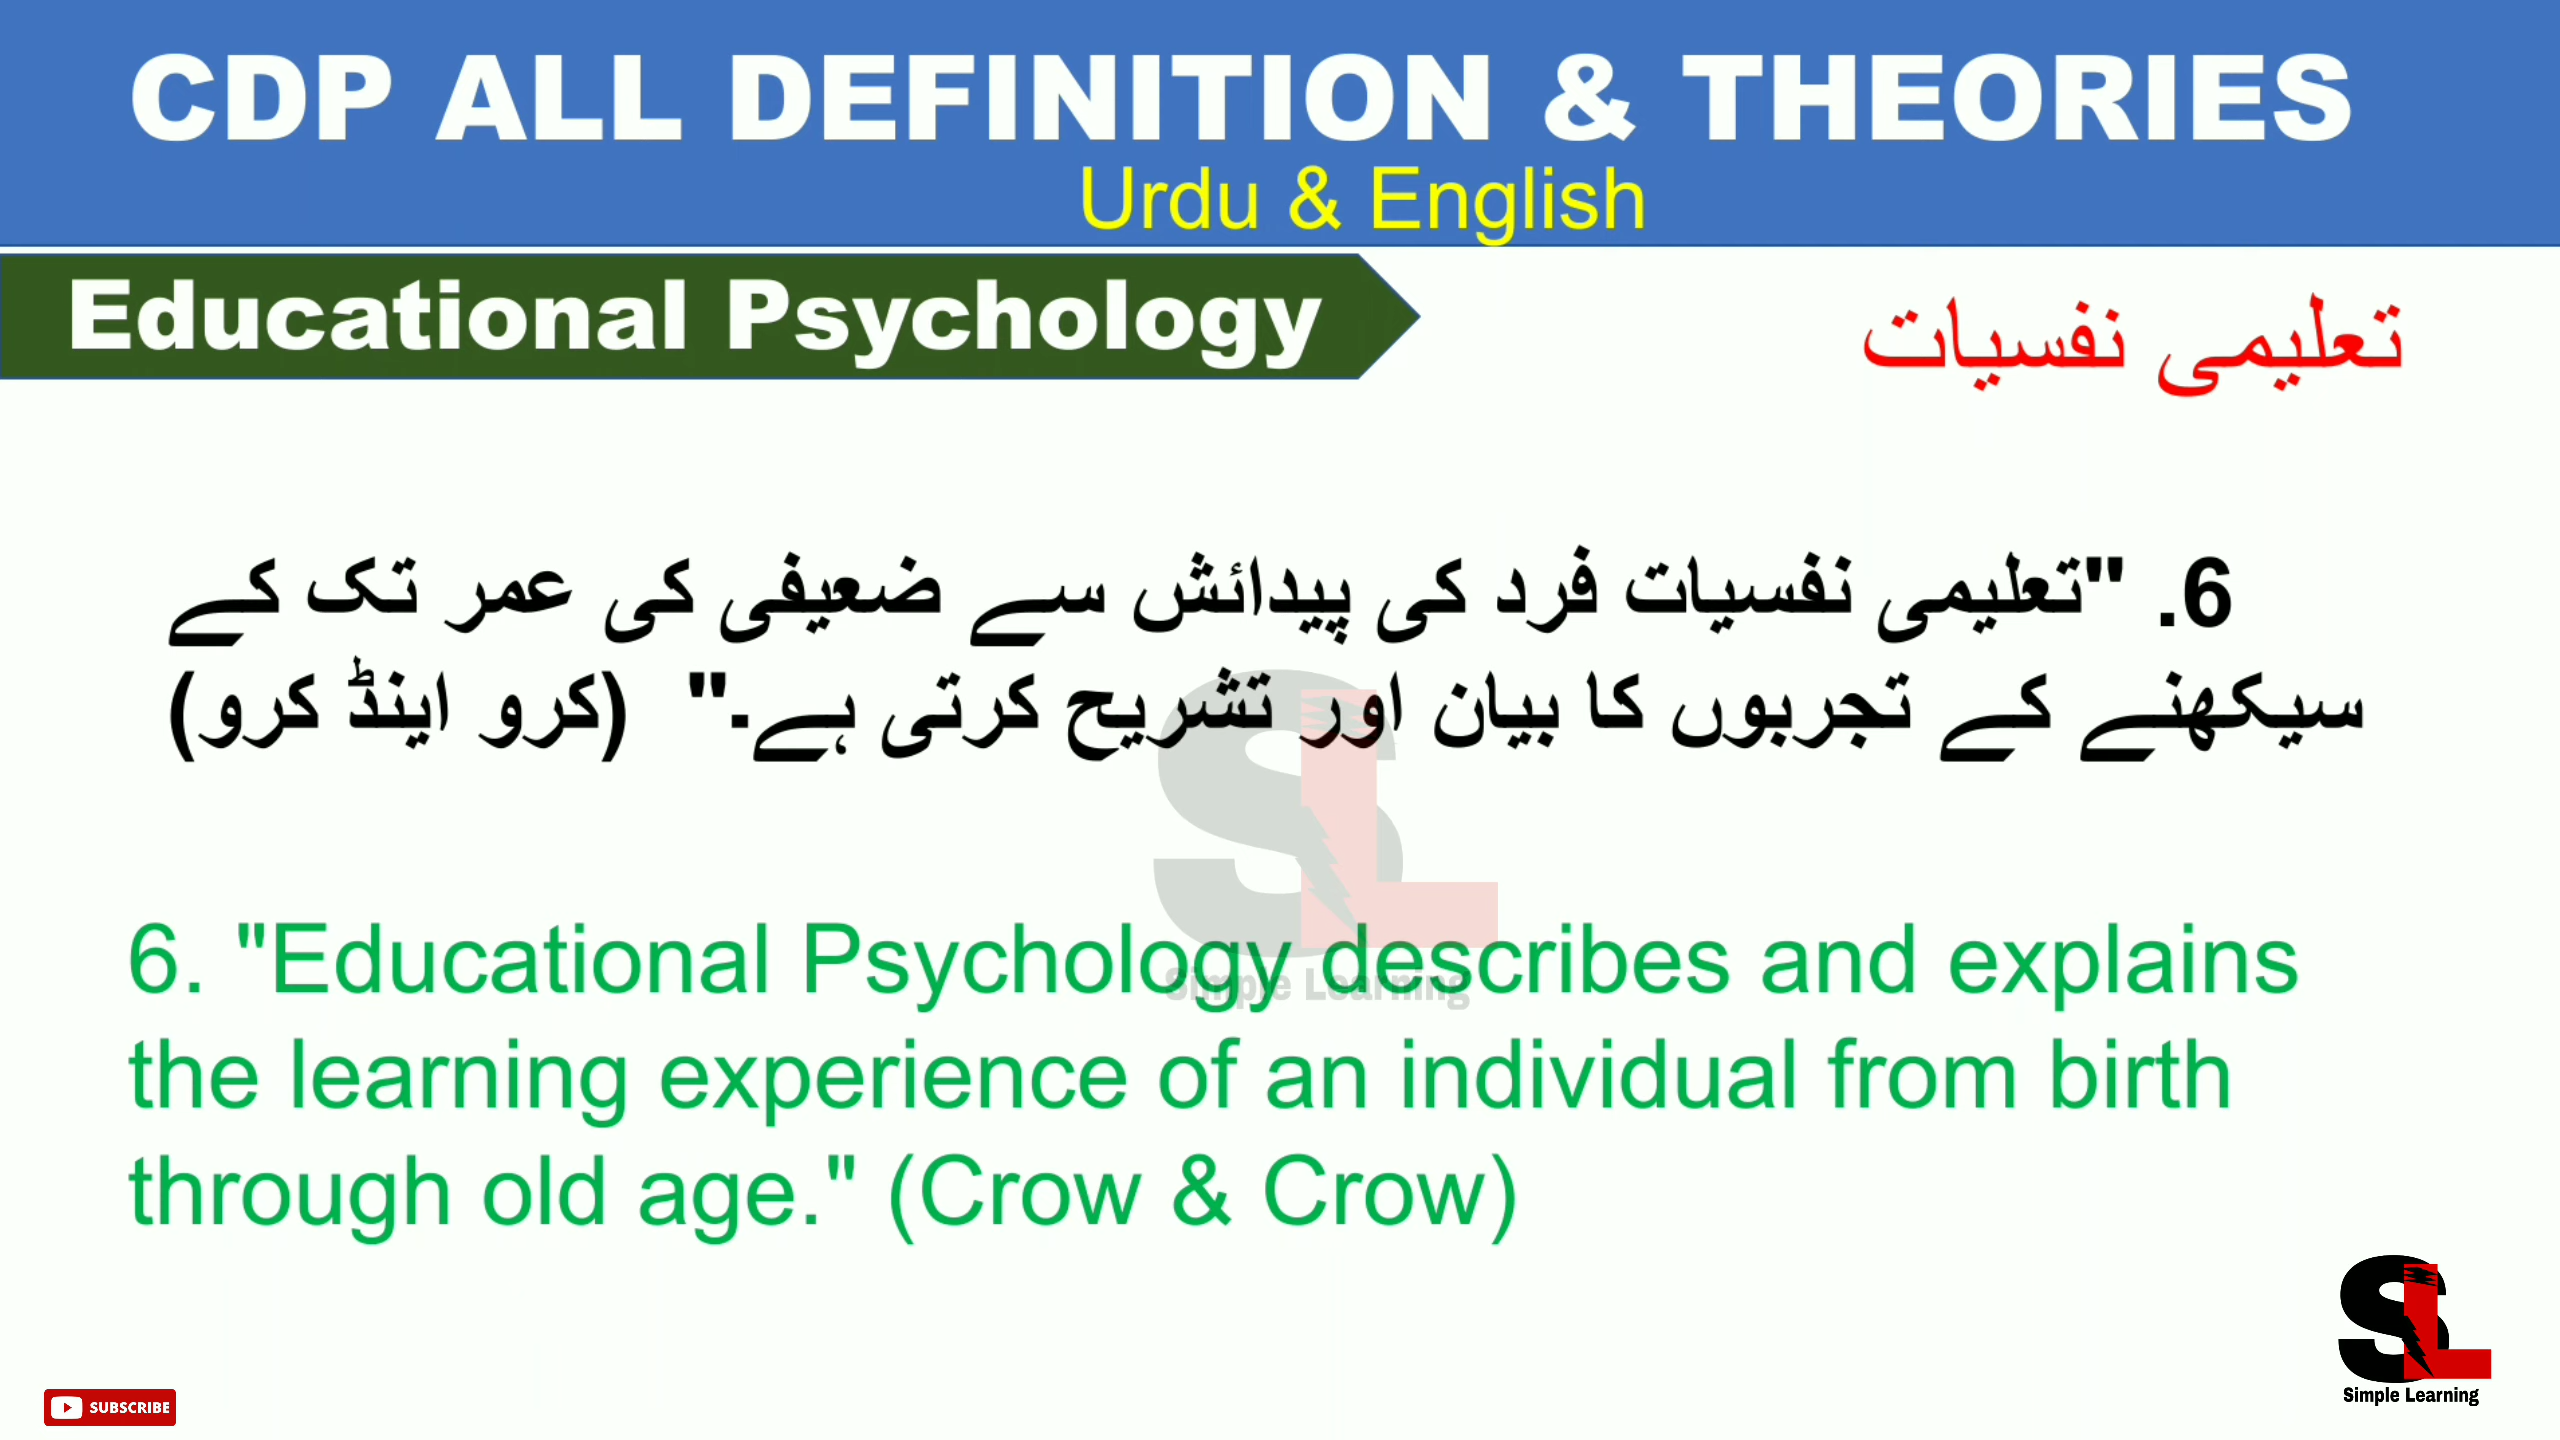 CDP ALL DEFINITION & THEORIES
Urdu & English
Educational Psychology
تعلیمی نفسیات
6. "تعلیمی نفسیات فرد کی پیدائش سے ضعیفی کی عمر تک کے
سیکھنے کے تجربوں کا بیان اور تشریح کرتی ہے۔" (کرو اینڈ کرو)
SL
Simple Learning
6. "Educational Psychology describes and explains
the learning experience of an individual from birth
through old age." (Crow & Crow)
SL
Simple Learning
SUBSCRIBE